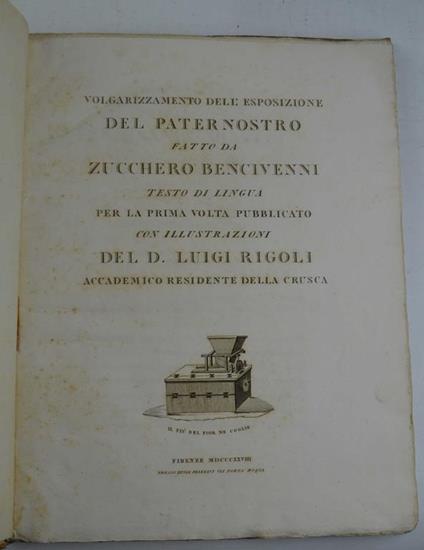 VOLGARIZZAMENTO DELL' ESPOSIZIONE
DEL PATERNOSTRO
FATTO DA
ZUCCHERO BENCIVENNI
TESTO DI LINGUA
PER LA PRIMA VOLTA PUBBLICATO
CON ILLUSTRAZIONI
DEL D. LUIGI RIGOLI
ACCADEMICO RESIDENTE DELLA CRUSCA
IL PIÙ BEL FIOR NE COGLIE
FIRENZE MDCCCXXVIII